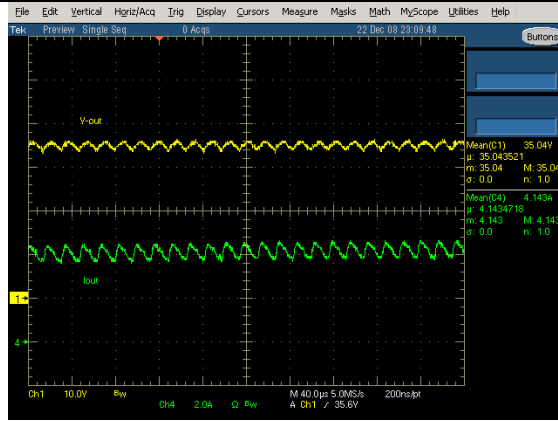 File Edit Vertical Horiz/Acq Trig Display Cursors Measure Masks Math MyScope Utilities Help
Tek Preview Single Seq 0 Acqs 22 Dec 08 23:09:48
Buttons
V-out
Mean(C1) 35.04V
µ: 35.043521
m: 35.04 M: 35.04
σ: 0.0 n: 1.0
Mean(C4) 4.143A
µ: 4.1434718
m: 4.143 M: 4.143
σ: 0.0 n: 1.0
Iout
1
4
Ch1 10.0V Bw M 40.0µs 5.0MS/s 200ns/pt
Ch4 2.0A Ω Bw A Ch1 / 35.6V